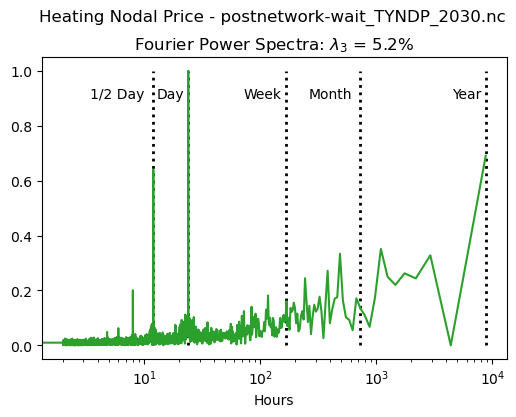 Heating Nodal Price - postnetwork-wait_TYNDP_2030.nc
Fourier Power Spectra: λ₃ = 5.2%
1.0
1/2 Day Day Week Month Year
0.8
0.6
0.4
0.2
0.0
10¹ 10² 10³ 10⁴
Hours